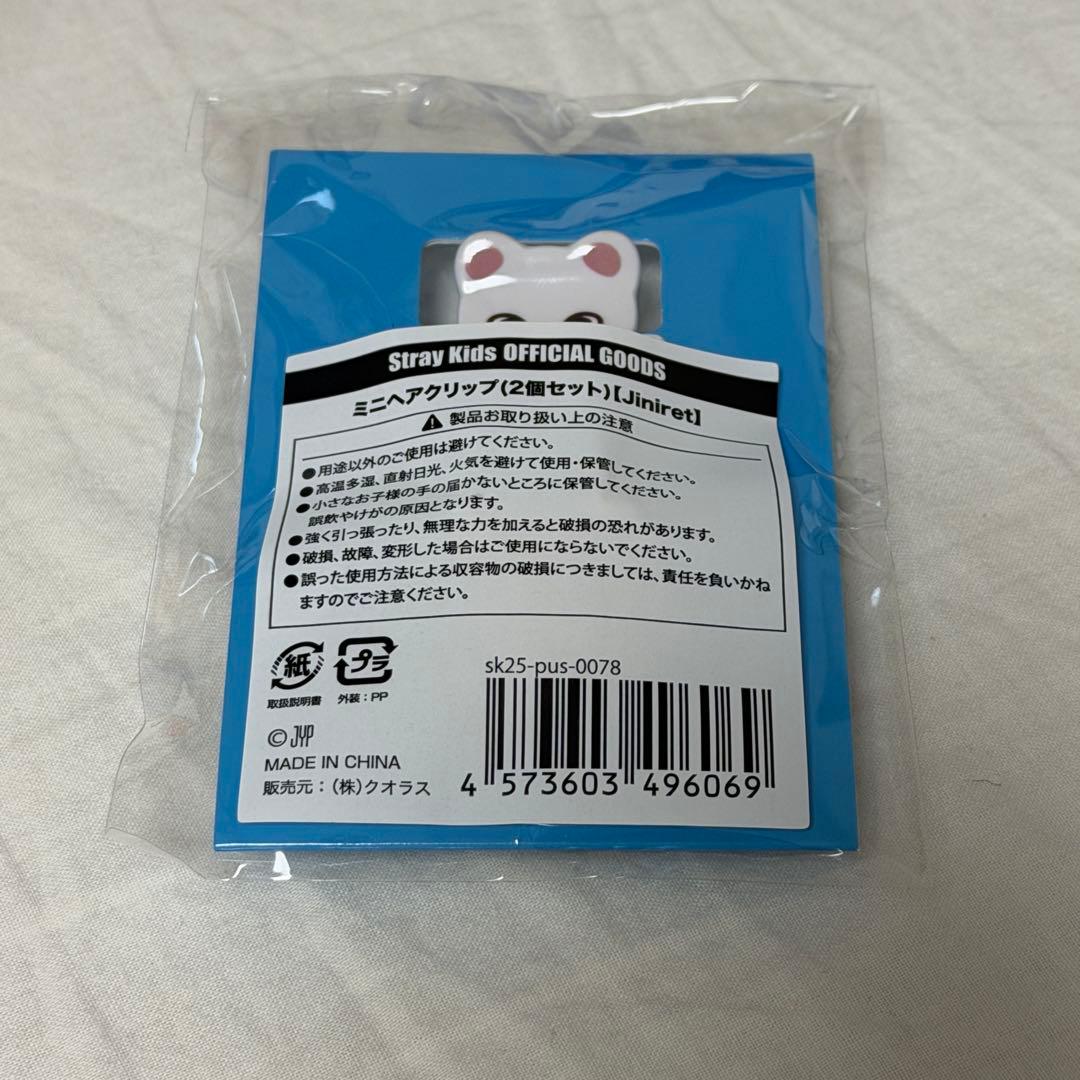 Stray Kids OFFICIAL GOODS
ミニヘアクリップ(2個セット)【Jiniret】
⚠ 製品お取り扱い上の注意
●用途以外のご使用は避けてください。
●高温多湿、直射日光、火気を避けて使用・保管してください。
●小さなお子様の手の届かないところに保管してください。
誤飲やけがの原因となります。
●強く引っ張ったり、無理な力を加えると破損の恐れがあります。
●破損、故障、変形した場合はご使用にならないでください。
●誤った使用方法による収容物の破損につきましては、責任を負いかね
ますのでご注意ください。
紙 プラ
取扱説明書 外装:PP
sk25-pus-0078
© JYP
MADE IN CHINA
販売元:(株)クオラス
4 573603 496069